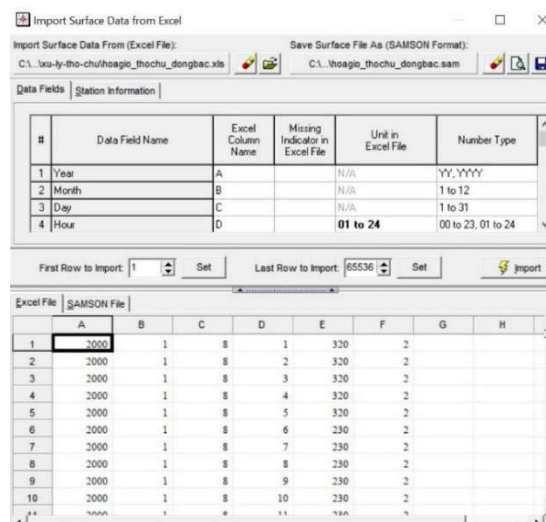 Import Surface Data from Excel
Import Surface Data From (Excel File): Save Surface File As (SAMSON Format):
C:\...\xu-ly-tho-chu\hoagio_thochu_dongbac.xls C:\...\hoagio_thochu_dongbac.sam
Data Fields Station Information
# Data Field Name Excel Column Name Missing Indicator in Excel File Unit in Excel File Number Type
1 Year A N/A YY, YYYY
2 Month B N/A 1 to 12
3 Day C N/A 1 to 31
4 Hour D 01 to 24 00 to 23, 01 to 24
First Row to Import: 1 Set Last Row to Import: 65536 Set Import
Excel File SAMSON File
A B C D E F G H
1 2000 1 8 1 320 2
2 2000 1 8 2 320 2
3 2000 1 8 3 320 2
4 2000 1 8 4 320 2
5 2000 1 8 5 320 2
6 2000 1 8 6 230 2
7 2000 1 8 7 230 2
8 2000 1 8 8 230 2
9 2000 1 8 9 230 2
10 2000 1 8 10 230 2